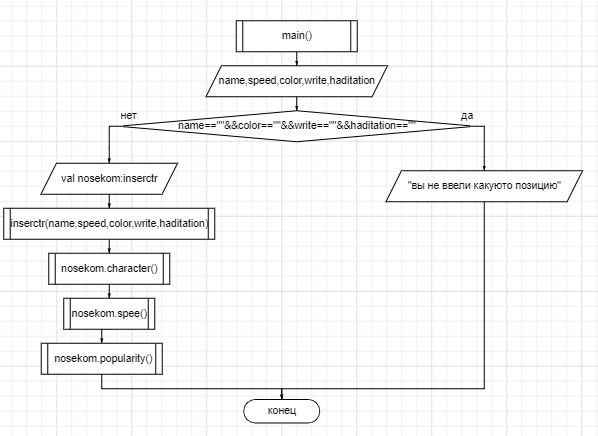 main()
name,speed,color,write,haditation
нет
да
name==""&&color==""&&write==""&&haditation==""
val nosekom:inserctr
"вы не ввели какуюто позицию"
inserctr(name,speed,color,write,haditation)
nosekom.character()
nosekom.spee()
nosekom.popularity()
конец